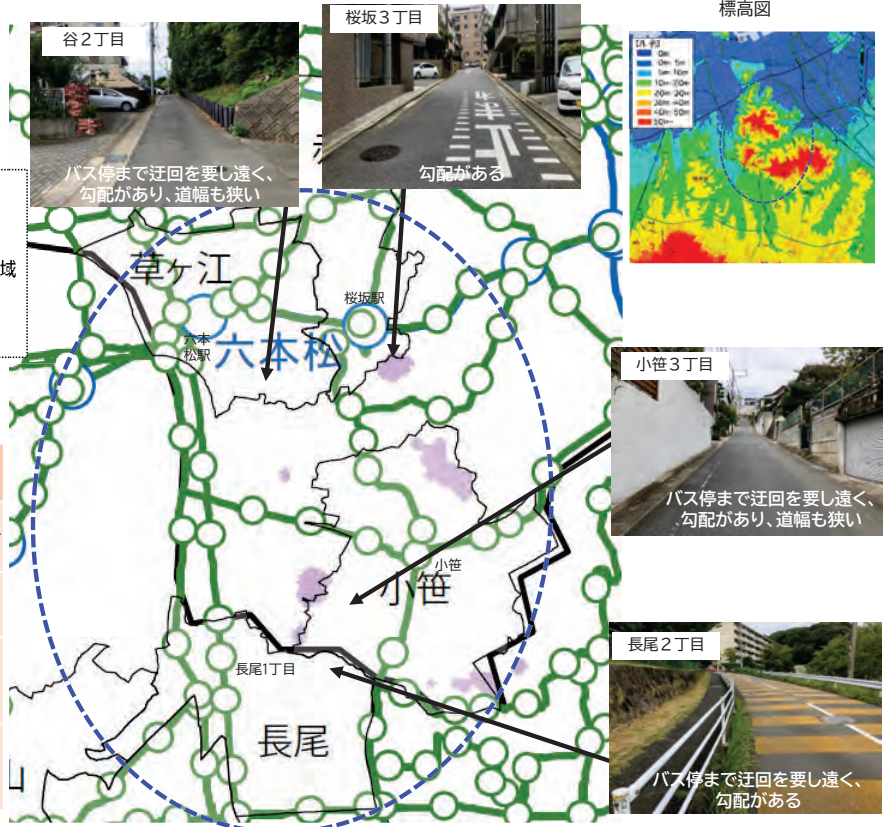 標高図
谷2丁目
バス停まで迂回を要し遠く、
勾配があり、道幅も狭い
桜坂3丁目
勾配がある
0m
域
草ヶ江
桜坂駅
六本
松駅
六本松
小笹3丁目
バス停まで迂回を要し遠く、
勾配があり、道幅も狭い
小笹
小笹
長尾1丁目
長尾
長尾2丁目
バス停まで迂回を要し遠く、
勾配がある